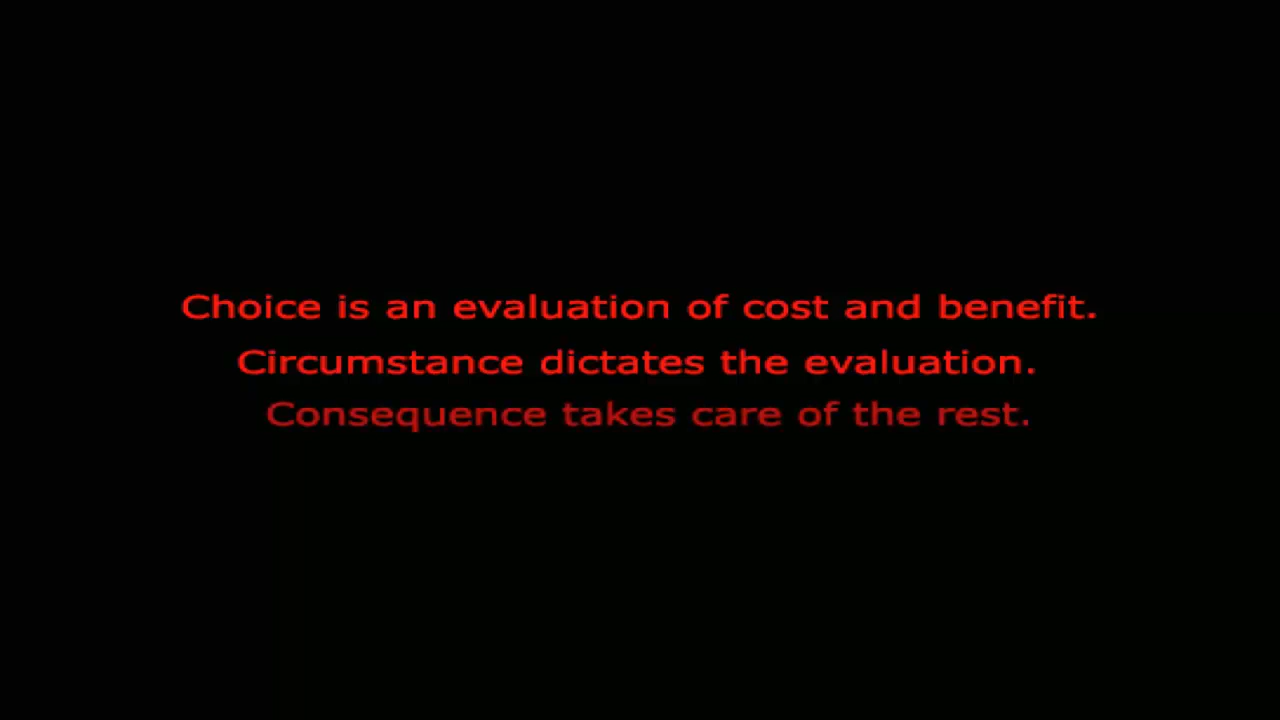 Choice is an evaluation of cost and benefit.
Circumstance dictates the evaluation.
Consequence takes care of the rest.